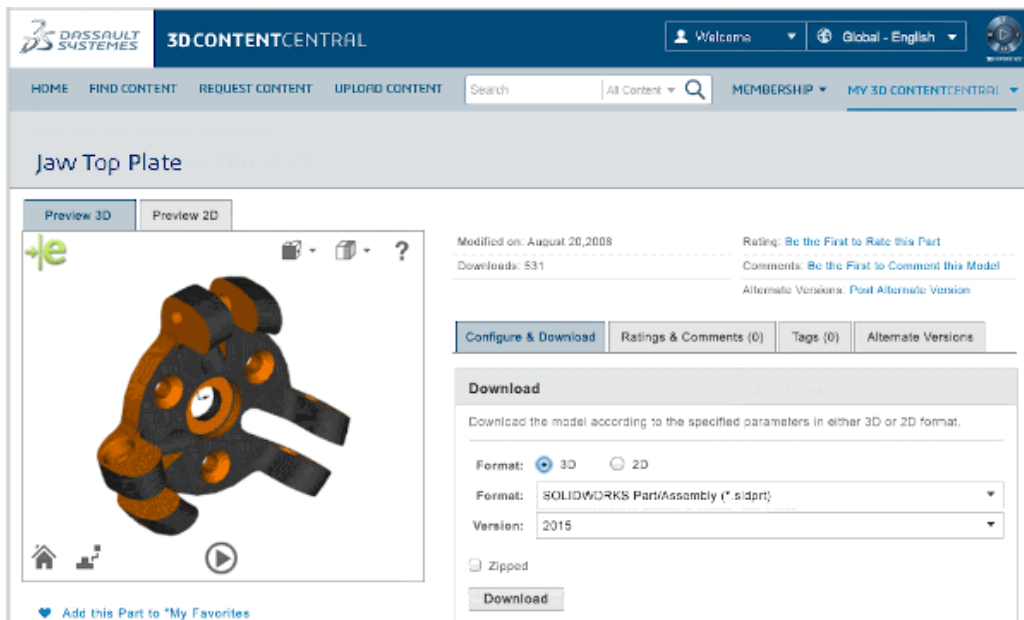 DASSAULT
SYSTEMES
3DCONTENTCENTRAL
Welcome
Global - English
HOME FIND CONTENT REQUEST CONTENT UPLOAD CONTENT Search All Content MEMBERSHIP MY 3D CONTENTCENTRAL
Jaw Top Plate
Preview 3D Preview 2D
Modified on: August 20,2008
Rating: Be the First to Rate this Part
Downloads: 531
Comments: Be the First to Comment this Model
Alternate Versions: Post Alternate Version
Configure & Download Ratings & Comments (0) Tags (0) Alternate Versions
Download
Download the model according to the specified parameters in either 3D or 2D format.
Format: 3D 2D
Format: SOLIDWORKS Part/Assembly (*.sldprt)
Version: 2015
Zipped
Download
Add this Part to "My Favorites